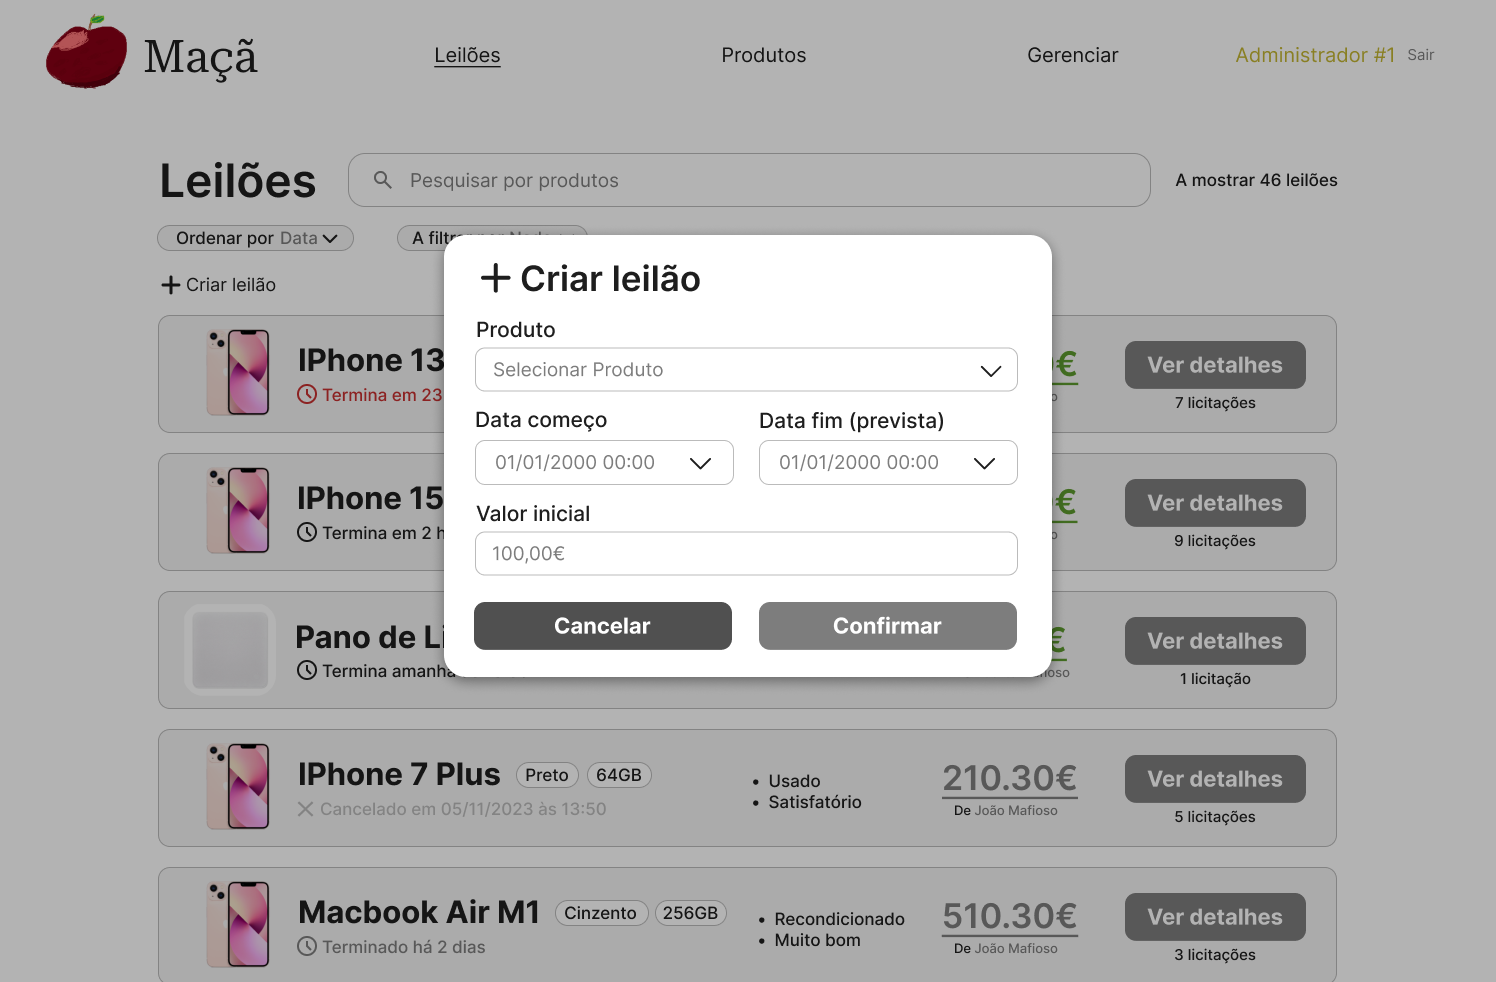 Maçã
Leilões
Produtos
Gerenciar
Administrador #1
Sair
Leilões
Pesquisar por produtos
A mostrar 46 leilões
Ordenar por Data
A filtrar por
Criar leilão
Criar leilão
Produto
Selecionar Produto
Data começo
Data fim (prevista)
01/01/2000 00:00
01/01/2000 00:00
Valor inicial
100,00€
Cancelar
Confirmar
IPhone 13
Termina em 23
€
Ver detalhes
7 licitações
IPhone 15
Termina em 2 h
€
Ver detalhes
9 licitações
Pano de Li
Termina amanhã
€
Ver detalhes
1 licitação
IPhone 7 Plus
Preto
64GB
Cancelado em 05/11/2023 às 13:50
• Usado
• Satisfatório
210.30€
De João Mafioso
Ver detalhes
5 licitações
Macbook Air M1
Cinzento
256GB
Terminado há 2 dias
• Recondicionado
• Muito bom
510.30€
De João Mafioso
Ver detalhes
3 licitações